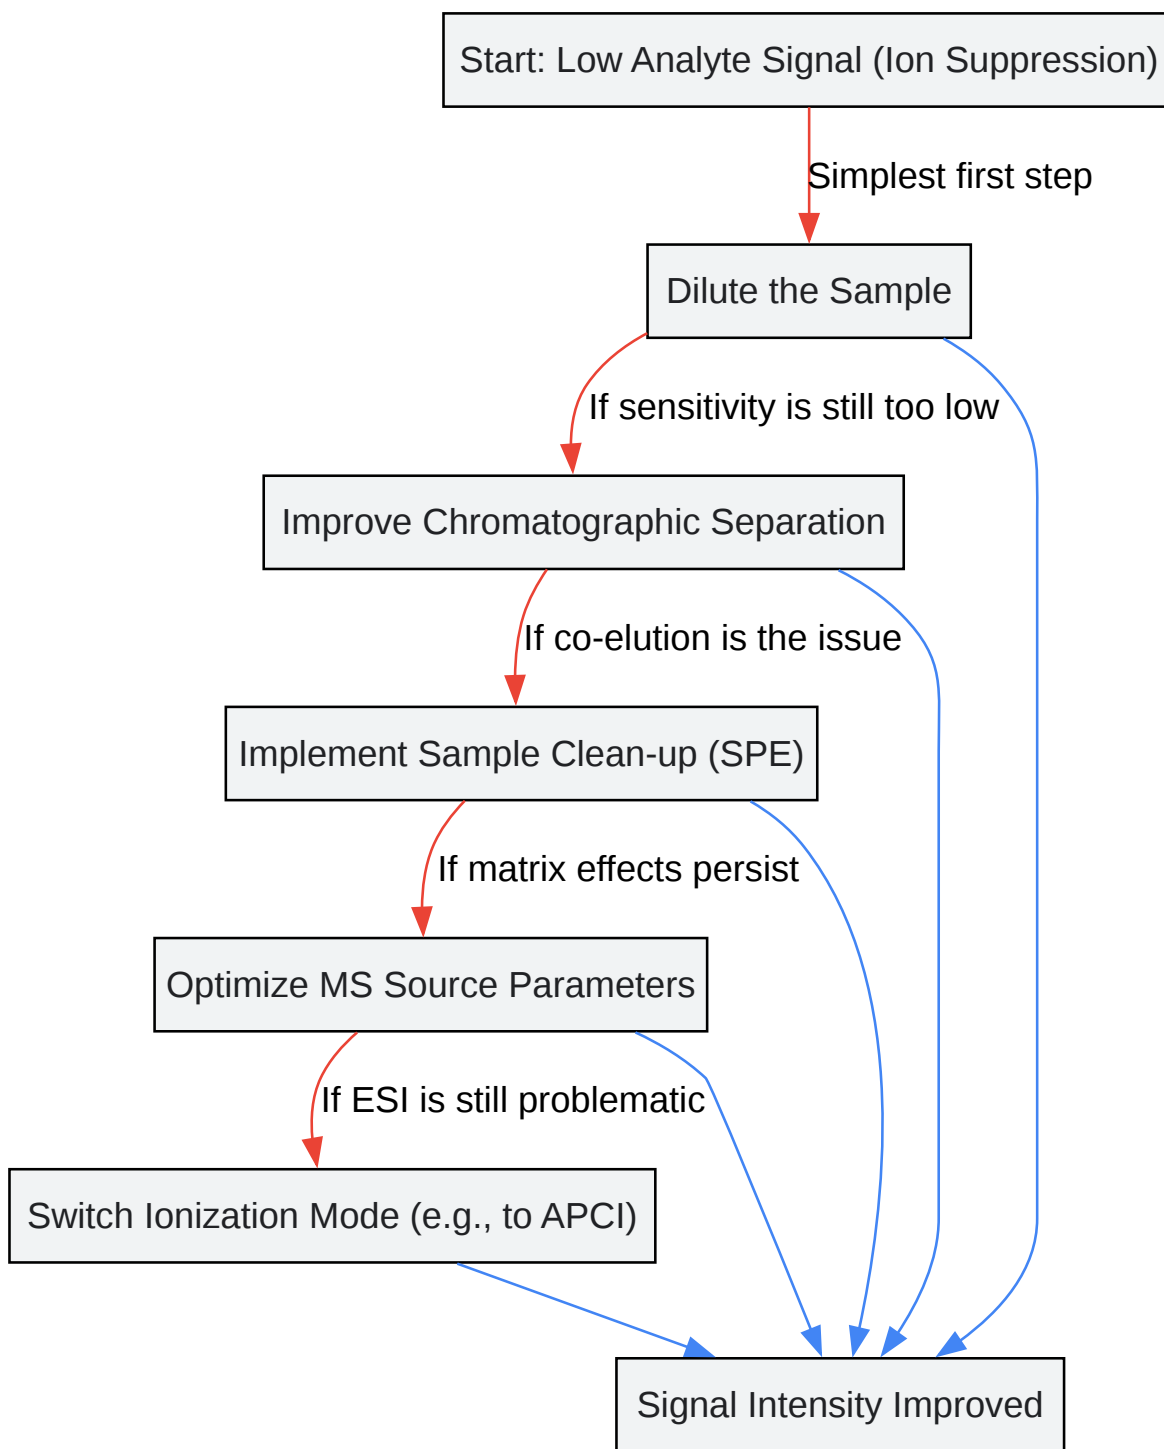 Start: Low Analyte Signal (Ion Suppression)
Simplest first step
Dilute the Sample
If sensitivity is still too low
Improve Chromatographic Separation
If co-elution is the issue
Implement Sample Clean-up (SPE)
If matrix effects persist
Optimize MS Source Parameters
If ESI is still problematic
Switch Ionization Mode (e.g., to APCI)
Signal Intensity Improved